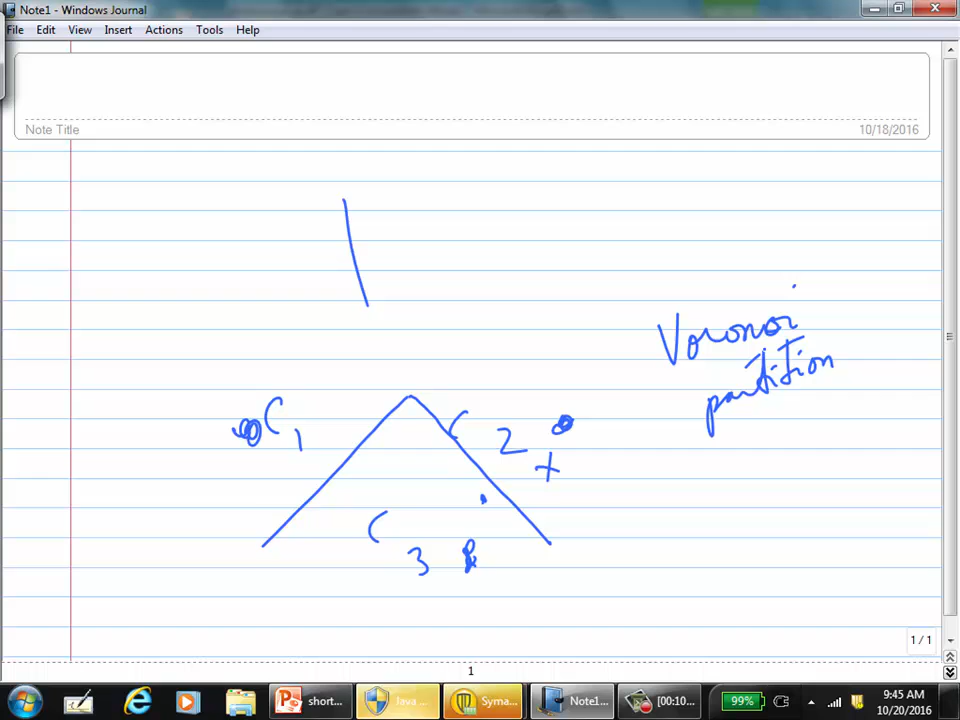 Note1 - Windows Journal
File Edit View Insert Actions Tools Help
Note Title
10/18/2016
Voronoi
partition
C1
C2
+
C3
1 / 1
1
short...
Java ...
Syma...
Note1...
[00:10...
99%
9:45 AM
10/20/2016